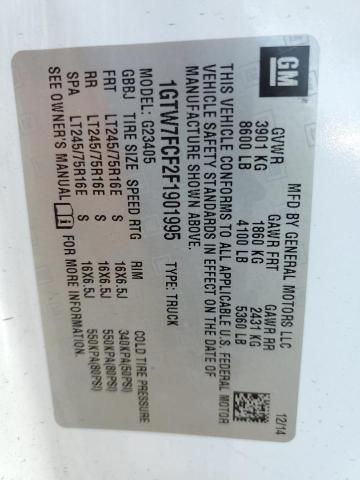 GM
MFD BY GENERAL MOTORS LLC
12/14
GVWR GAWR FRT GAWR RR
3901 KG 1860 KG 2431 KG
8600 LB 4100 LB 5360 LB
THIS VEHICLE CONFORMS TO ALL APPLICABLE U.S. FEDERAL MOTOR
VEHICLE SAFETY STANDARDS IN EFFECT ON THE DATE OF
MANUFACTURE SHOWN ABOVE.
1GTW7FCF2F1901995 TYPE: TRUCK
G23405
GBBJ TIRE SIZE SPEED RTG RIM COLD TIRE PRESSURE
FRT LT245/75R16E S 16X6.5J 340KPA(50PSI)
RR LT245/75R16E S 16X6.5J 550KPA(80PSI)
SPA LT245/75R16E S 16X6.5J 550KPA(80PSI)
SEE OWNER'S MANUAL FOR MORE INFORMATION.